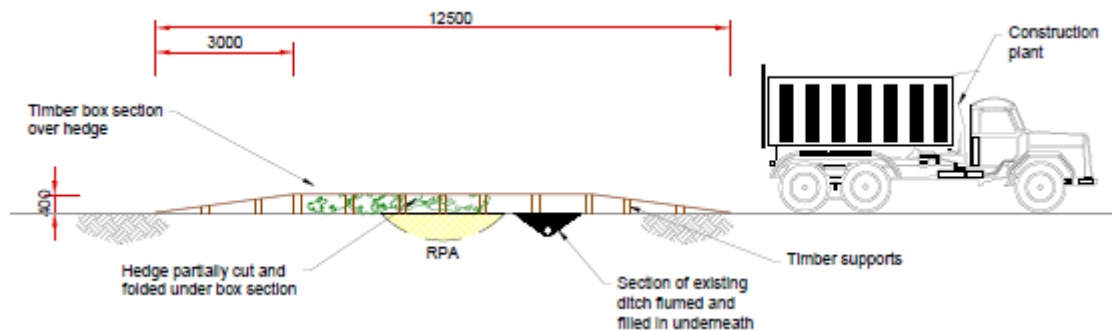 12500
3000
Construction
plant
Timber box section
over hedge
400
RPA
Timber supports
Hedge partially cut and
folded under box section
Section of existing
ditch flumed and
filled in underneath